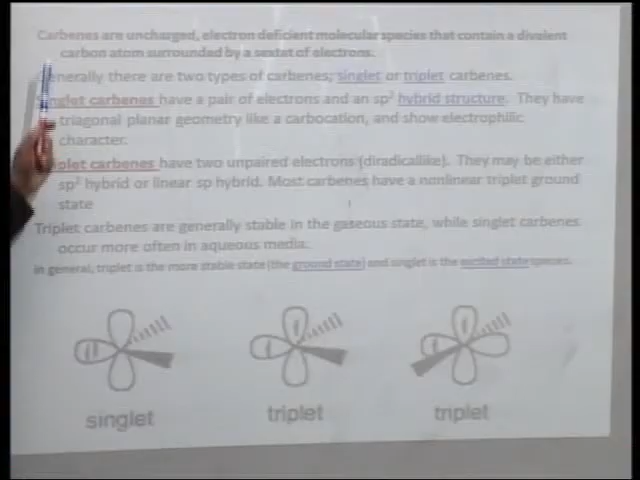 Carbenes are uncharged, electron deficient molecular species that contain a divalent
carbon atom surrounded by a sextet of electrons.
enerally there are two types of carbenes; singlet or triplet carbenes.
nglet carbenes have a pair of electrons and an sp² hybrid structure. They have
triagonal planar geometry like a carbocation, and show electrophilic
character.
plet carbenes have two unpaired electrons (diradicallike). They may be either
sp² hybrid or linear sp hybrid. Most carbenes have a nonlinear triplet ground
state
Triplet carbenes are generally stable in the gaseous state, while singlet carbenes
occur more often in aqueous media.
In general, triplet is the more stable state (the ground state) and singlet is the excited state species.
singlet triplet triplet